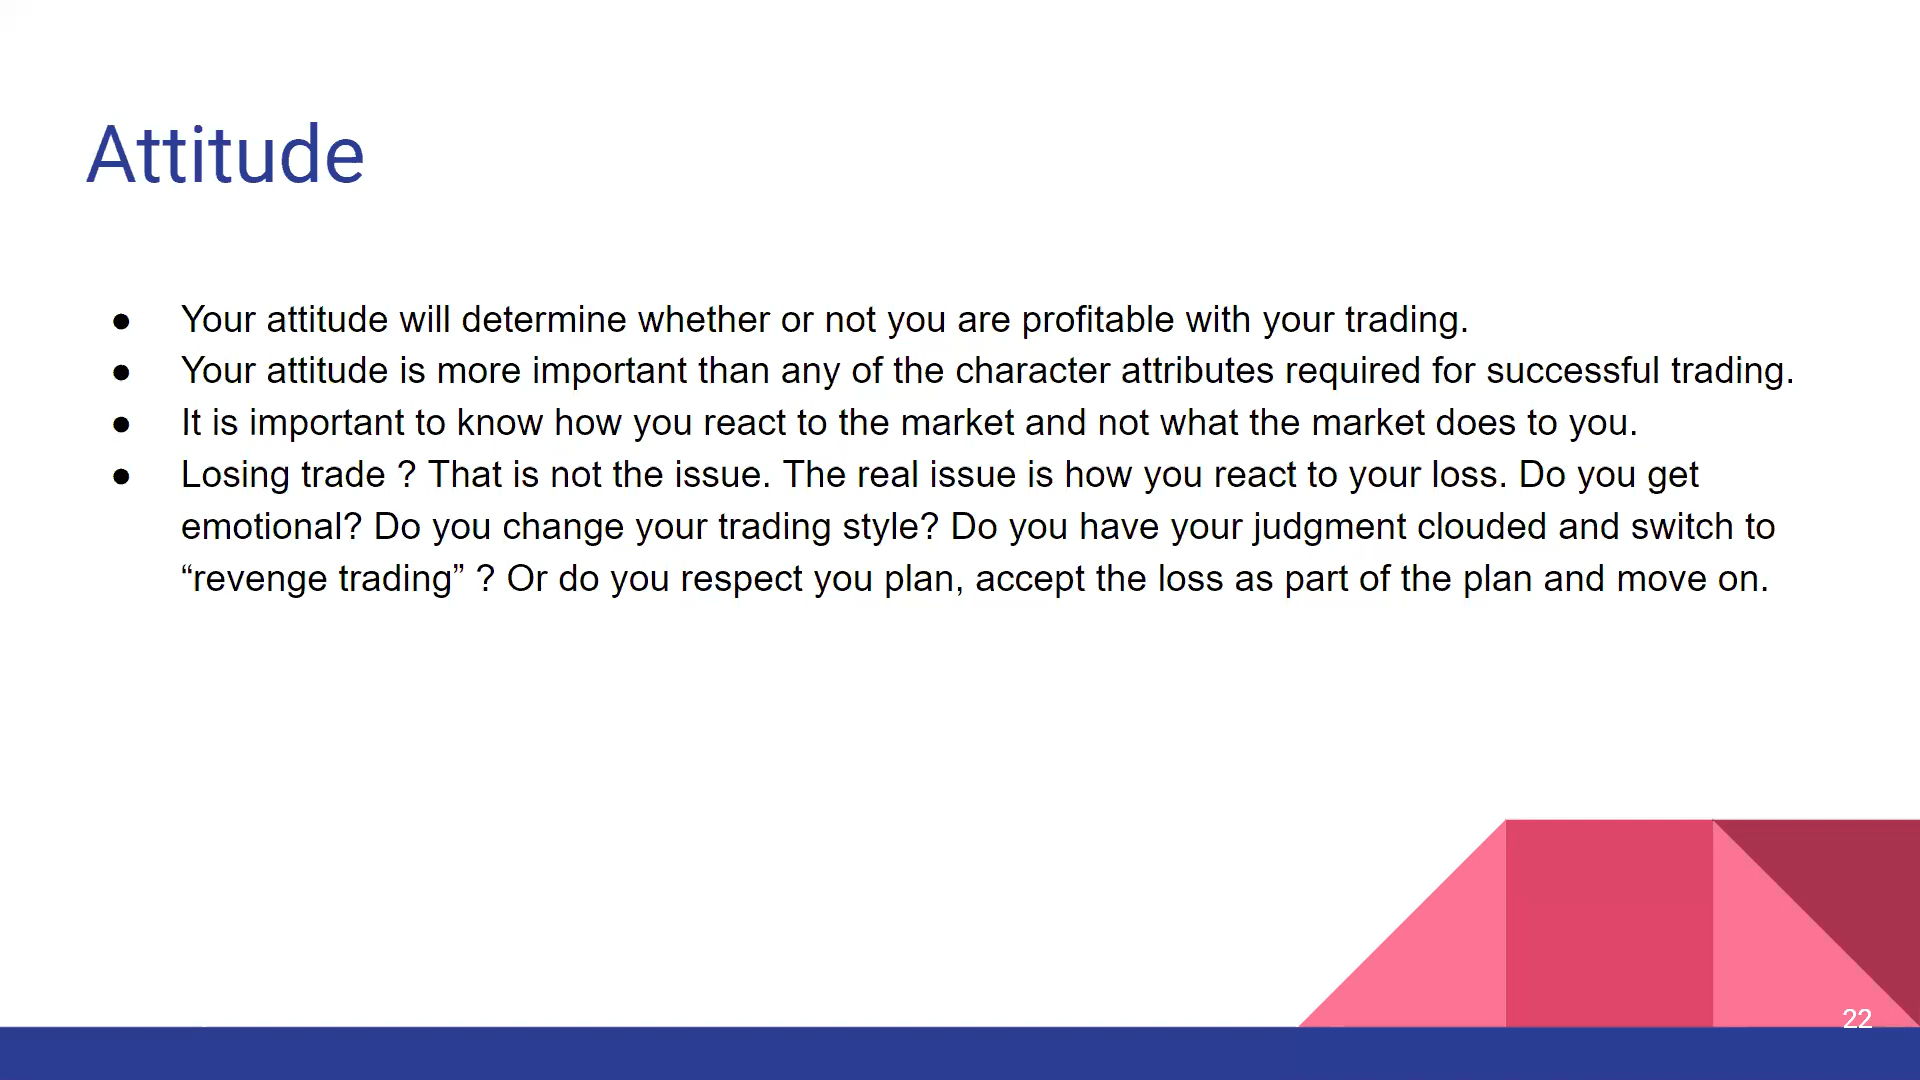 Attitude
● Your attitude will determine whether or not you are profitable with your trading.
● Your attitude is more important than any of the character attributes required for successful trading.
● It is important to know how you react to the market and not what the market does to you.
● Losing trade ? That is not the issue. The real issue is how you react to your loss. Do you get
emotional? Do you change your trading style? Do you have your judgment clouded and switch to
“revenge trading” ? Or do you respect you plan, accept the loss as part of the plan and move on.
22